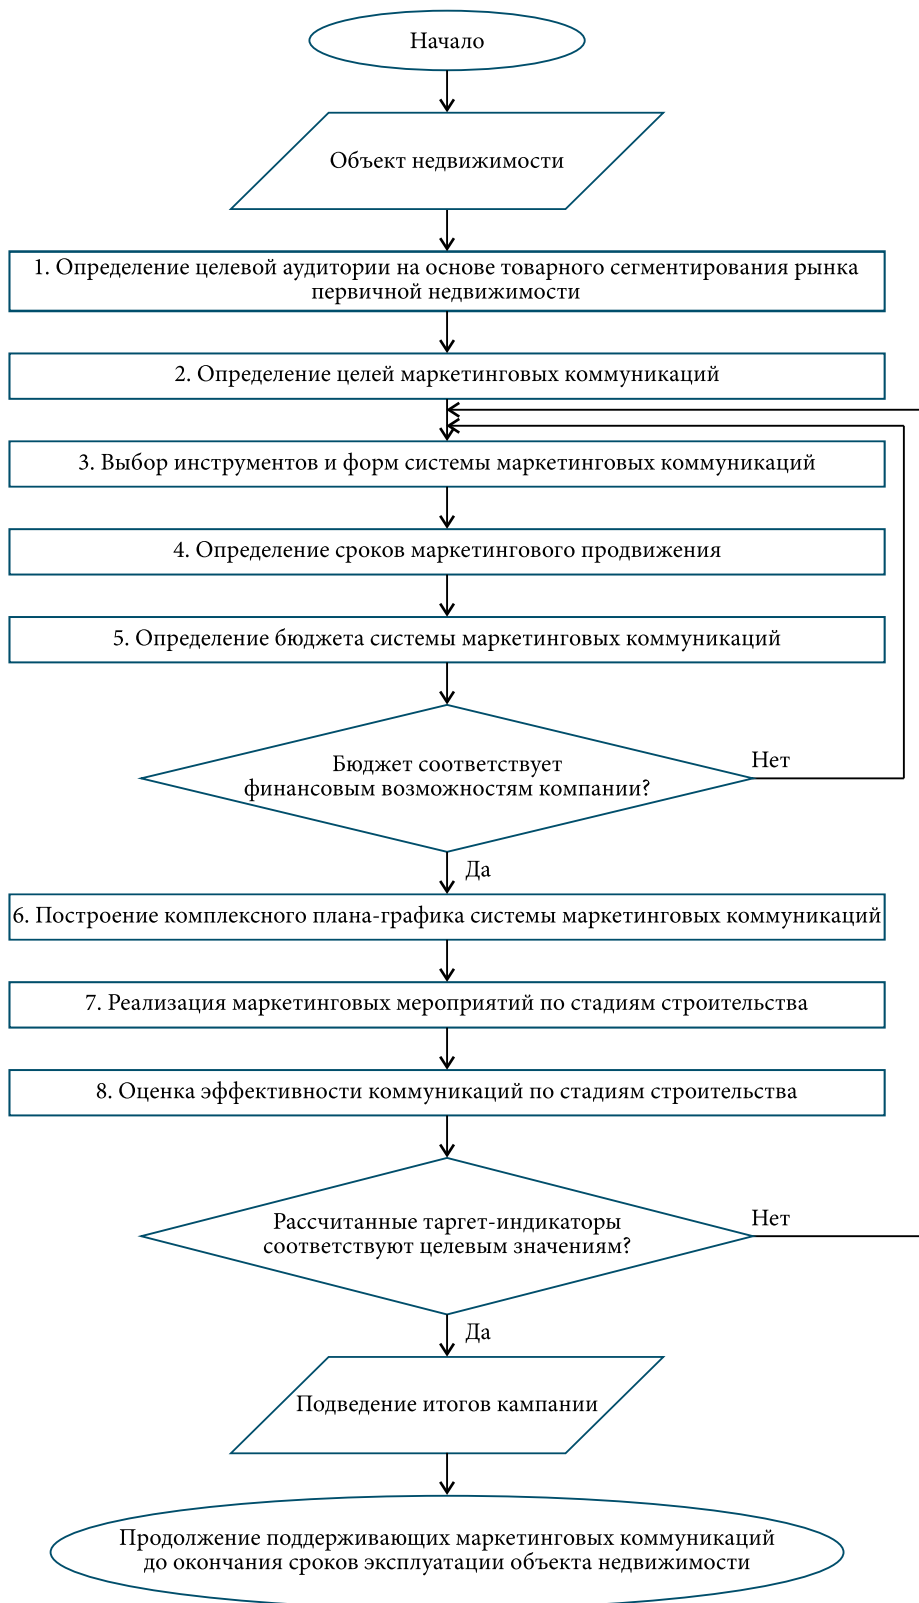 Начало
Объект недвижимости
1. Определение целевой аудитории на основе товарного сегментирования рынка
первичной недвижимости
2. Определение целей маркетинговых коммуникаций
3. Выбор инструментов и форм системы маркетинговых коммуникаций
4. Определение сроков маркетингового продвижения
5. Определение бюджета системы маркетинговых коммуникаций
Бюджет соответствует
финансовым возможностям компании?
Нет
Да
6. Построение комплексного плана-графика системы маркетинговых коммуникаций
7. Реализация маркетинговых мероприятий по стадиям строительства
8. Оценка эффективности коммуникаций по стадиям строительства
Рассчитанные таргет-индикаторы
соответствуют целевым значениям?
Нет
Да
Подведение итогов кампании
Продолжение поддерживающих маркетинговых коммуникаций
до окончания сроков эксплуатации объекта недвижимости